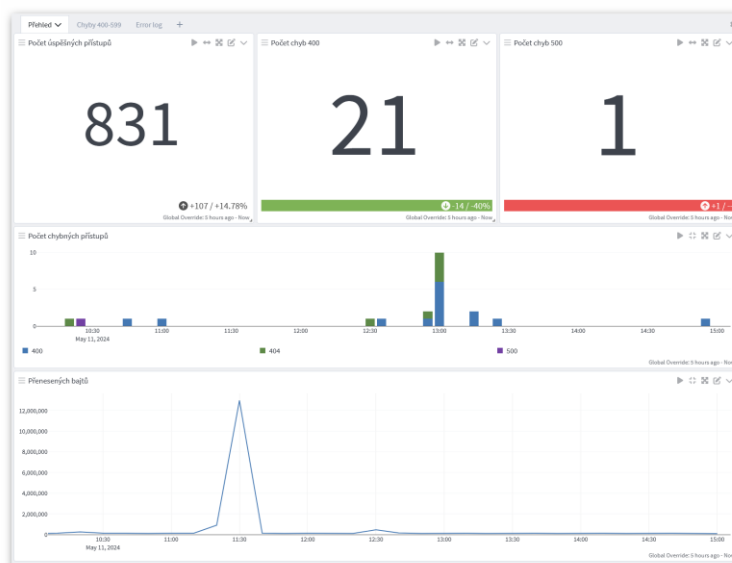 Přehled Chyby 400-599 Error log +
Počet úspěšných přístupů
831
+107 / +14,78%
Global Override: 5 hours ago - Now
Počet chyb 400
21
-14 / -40%
Global Override: 5 hours ago - Now
Počet chyb 500
1
+1 / -
Global Override: 5 hours ago - Now
Počet chybných přístupů
10
5
0
10:30 11:00 11:30 12:00 12:30 13:00 13:30 14:00 14:30 15:00
May 11, 2024
400 404 500
Global Override: 5 hours ago - Now
Přenesených bajtů
12,000,000
10,000,000
8,000,000
6,000,000
4,000,000
2,000,000
0
10:30 11:00 11:30 12:00 12:30 13:00 13:30 14:00 14:30 15:00
May 11, 2024
Global Override: 5 hours ago - Now